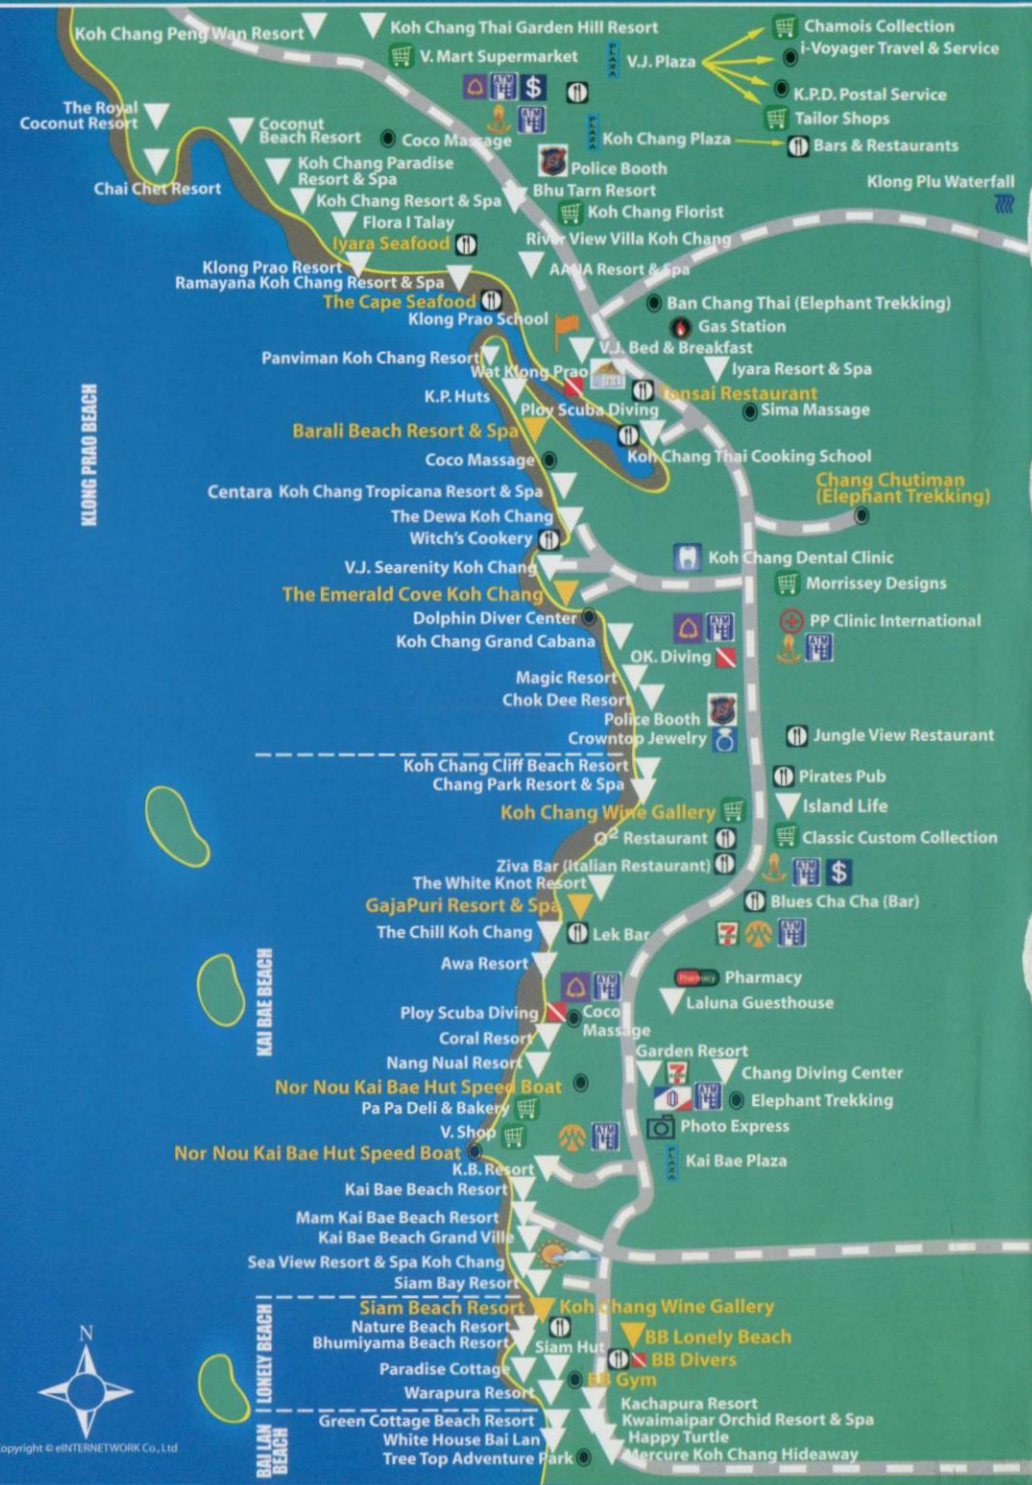 Koh Chang Peng Wan Resort
Koh Chang Thai Garden Hill Resort
Chamois Collection
V. Mart Supermarket
PLAZA
V.J. Plaza
i-Voyager Travel & Service
K.P.D. Postal Service
Tailor Shops
ATM
$
The Royal
Coconut Resort
Coconut
Beach Resort
Coco Massage
ATM
PLAZA
Koh Chang Plaza
Bars & Restaurants
Chai Chet Resort
Koh Chang Paradise
Resort & Spa
Police Booth
Klong Plu Waterfall
Koh Chang Resort & Spa
Bhu Tarn Resort
Flora I Talay
Koh Chang Florist
Iyara Seafood
River View Villa Koh Chang
Klong Prao Resort
AANA Resort & Spa
Ramayana Koh Chang Resort & Spa
The Cape Seafood
Ban Chang Thai (Elephant Trekking)
Klong Prao School
Gas Station
Panviman Koh Chang Resort
V.J. Bed & Breakfast
Wat Klong Prao
Iyara Resort & Spa
K.P. Huts
Tonsai Restaurant
Ploy Scuba Diving
Sima Massage
Barali Beach Resort & Spa
KLONG PRAO BEACH
Coco Massage
Koh Chang Thai Cooking School
Chang Chutiman
(Elephant Trekking)
Centara Koh Chang Tropicana Resort & Spa
The Dewa Koh Chang
Witch's Cookery
V.J. Searenity Koh Chang
Koh Chang Dental Clinic
The Emerald Cove Koh Chang
Morrissey Designs
Dolphin Diver Center
PP Clinic International
Koh Chang Grand Cabana
ATM
ATM
OK. Diving
Magic Resort
Chok Dee Resort
Police Booth
Crowntop Jewelry
Jungle View Restaurant
Koh Chang Cliff Beach Resort
Chang Park Resort & Spa
Pirates Pub
Koh Chang Wine Gallery
Island Life
O2 Restaurant
Classic Custom Collection
Ziva Bar (Italian Restaurant)
ATM
$
The White Knot Resort
GajaPuri Resort & Spa
Blues Cha Cha (Bar)
The Chill Koh Chang
Lek Bar
7
ATM
Awa Resort
Pharmacy
Pharmacy
KAI BAE BEACH
ATM
Laluna Guesthouse
Ploy Scuba Diving
Coco
Massage
Coral Resort
Nang Nual Resort
Garden Resort
7
Chang Diving Center
Nor Nou Kai Bae Hut Speed Boat
ATM
Elephant Trekking
Pa Pa Deli & Bakery
Photo Express
V. Shop
ATM
Nor Nou Kai Bae Hut Speed Boat
PLAZA
Kai Bae Plaza
K.B. Resort
Kai Bae Beach Resort
Mam Kai Bae Beach Resort
Kai Bae Beach Grand Ville
Sea View Resort & Spa Koh Chang
Siam Bay Resort
Siam Beach Resort
Koh Chang Wine Gallery
Nature Beach Resort
Bhumiyama Beach Resort
BB Lonely Beach
Siam Hut
LONELY BEACH
BB Divers
Paradise Cottage
BB Gym
Warapura Resort
Kachapura Resort
Green Cottage Beach Resort
Kwaimaipar Orchid Resort & Spa
White House Bai Lan
Happy Turtle
Tree Top Adventure Park
Mercure Koh Chang Hideaway
BAI LAN
BEACH
N
opyright © eINTERNETWORK Co., Ltd